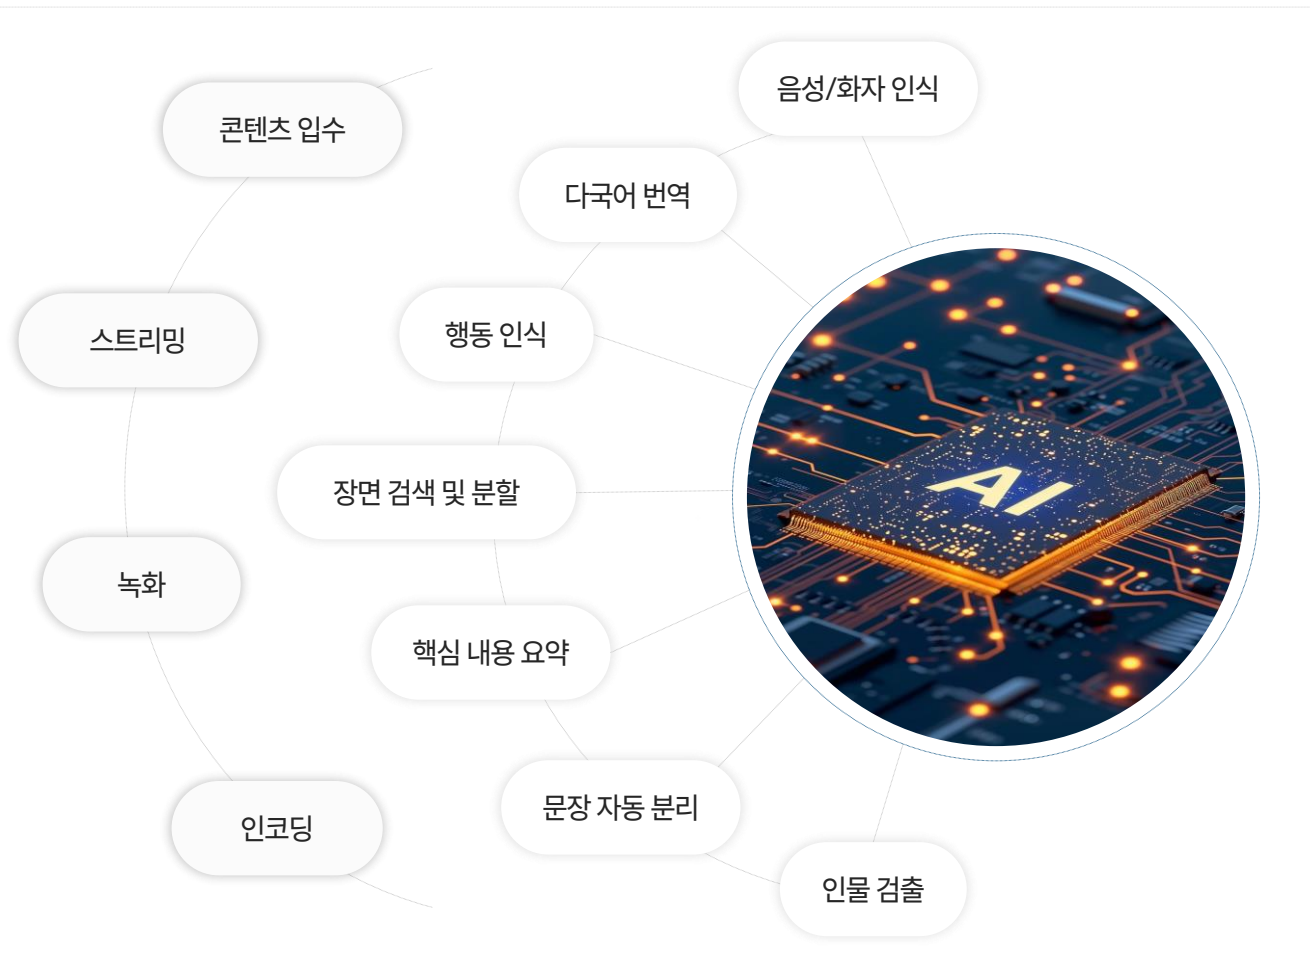 음성/화자 인식
콘텐츠 입수
다국어 번역
행동 인식
스트리밍
장면 검색 및 분할
AI
녹화
핵심 내용 요약
문장 자동 분리
인코딩
인물 검출